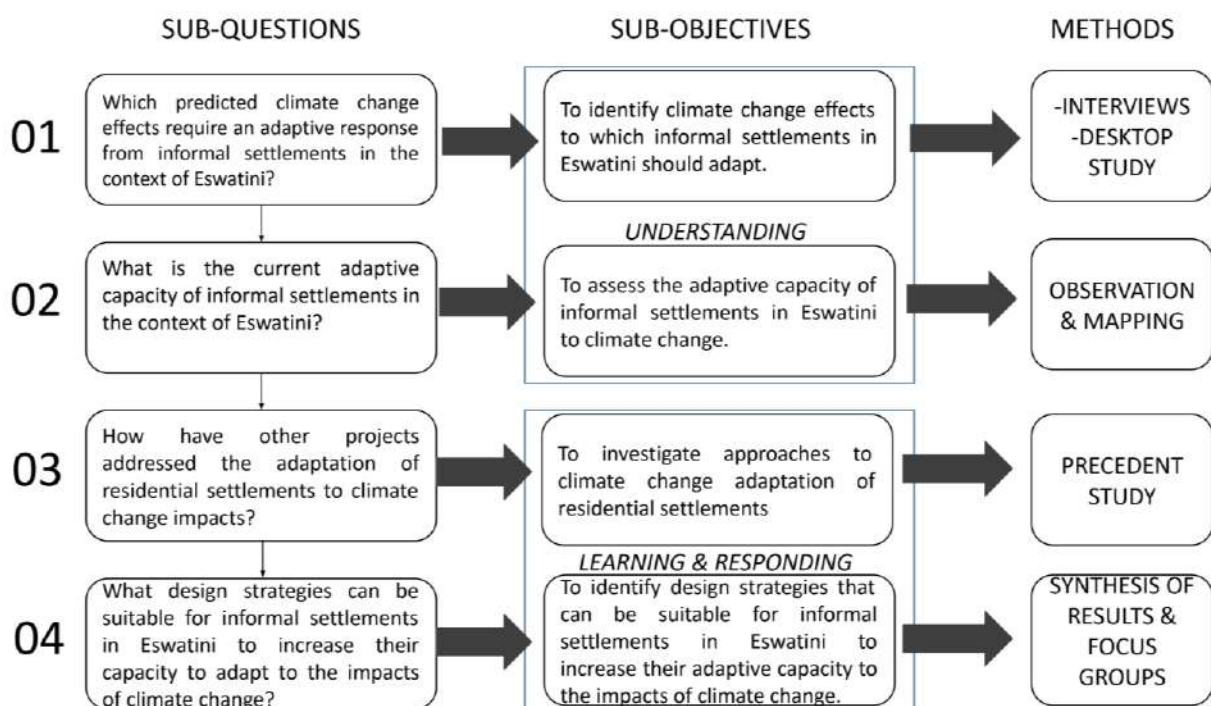 SUB-QUESTIONS
SUB-OBJECTIVES
METHODS
01
Which predicted climate change
effects require an adaptive response
from informal settlements in the
context of Eswatini?
To identify climate change effects
to which informal settlements in
Eswatini should adapt.
-INTERVIEWS
-DESKTOP
STUDY
UNDERSTANDING
02
What is the current adaptive
capacity of informal settlements in
the context of Eswatini?
To assess the adaptive capacity of
informal settlements in Eswatini
to climate change.
OBSERVATION
& MAPPING
03
How have other projects
addressed the adaptation of
residential settlements to climate
change impacts?
To investigate approaches to
climate change adaptation of
residential settlements
PRECEDENT
STUDY
LEARNING & RESPONDING
04
What design strategies can be
suitable for informal settlements
in Eswatini to increase their
capacity to adapt to the impacts
of climate change?
To identify design strategies that
can be suitable for informal
settlements in Eswatini to
increase their adaptive capacity to
the impacts of climate change.
SYNTHESIS OF
RESULTS &
FOCUS
GROUPS